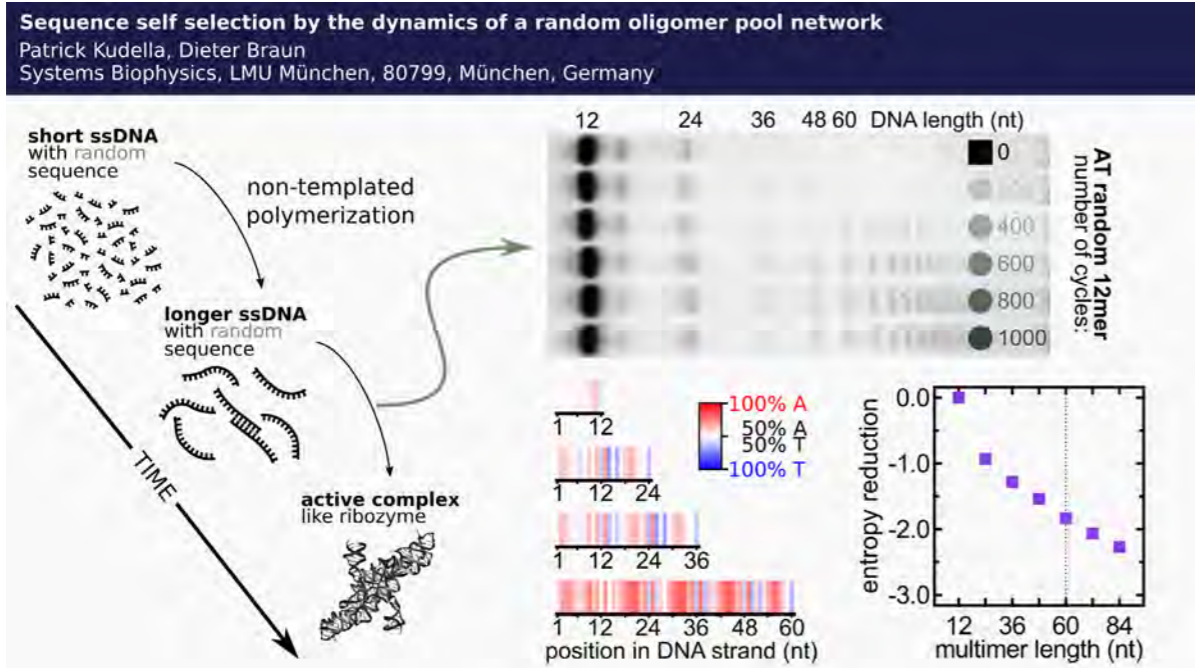 Sequence self selection by the dynamics of a random oligomer pool network
Patrick Kudella, Dieter Braun
Systems Biophysics, LMU München, 80799, München, Germany
short ssDNA
with random
sequence
non-templated
polymerization
longer ssDNA
with random
sequence
TIME
active complex
like ribozyme
12 24 36 48 60 DNA length (nt)
0
400
600
800
1000
AT random 12mer
number of cycles:
1 12
100% A
50% A
50% T
100% T
1 12 24
1 12 24 36
1 12 24 36 48 60
position in DNA strand (nt)
entropy reduction
0.0
-1.0
-2.0
-3.0
12 36 60 84
multimer length (nt)